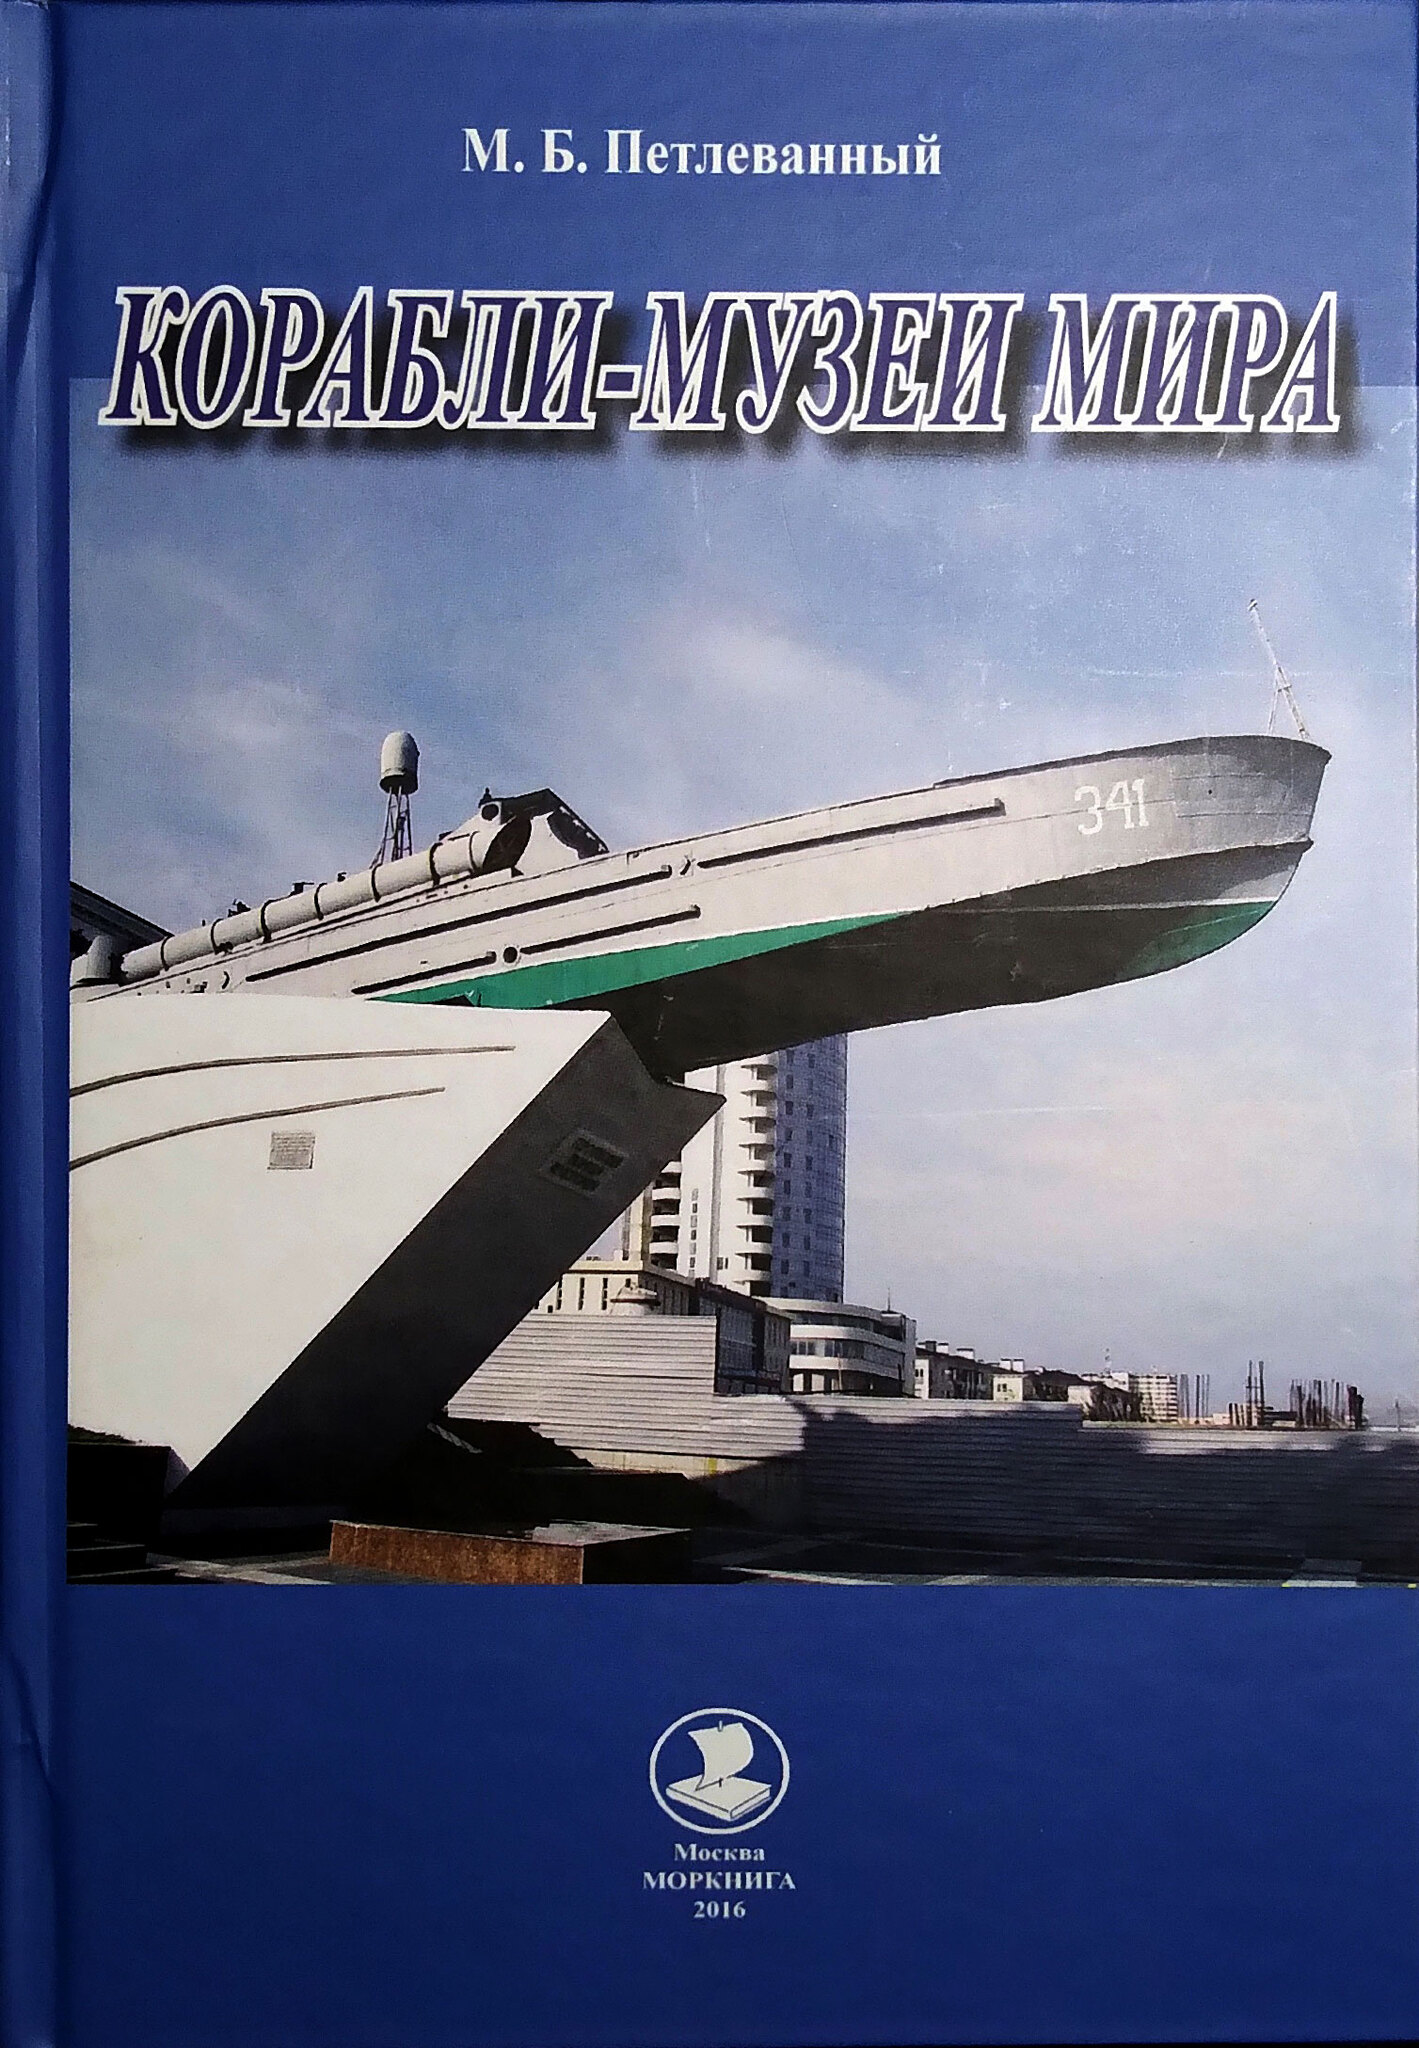 М. Б. Петлеванный
КОРАБЛИ-МУЗЕИ МИРА
341
Москва
МОРКНИГА
2016